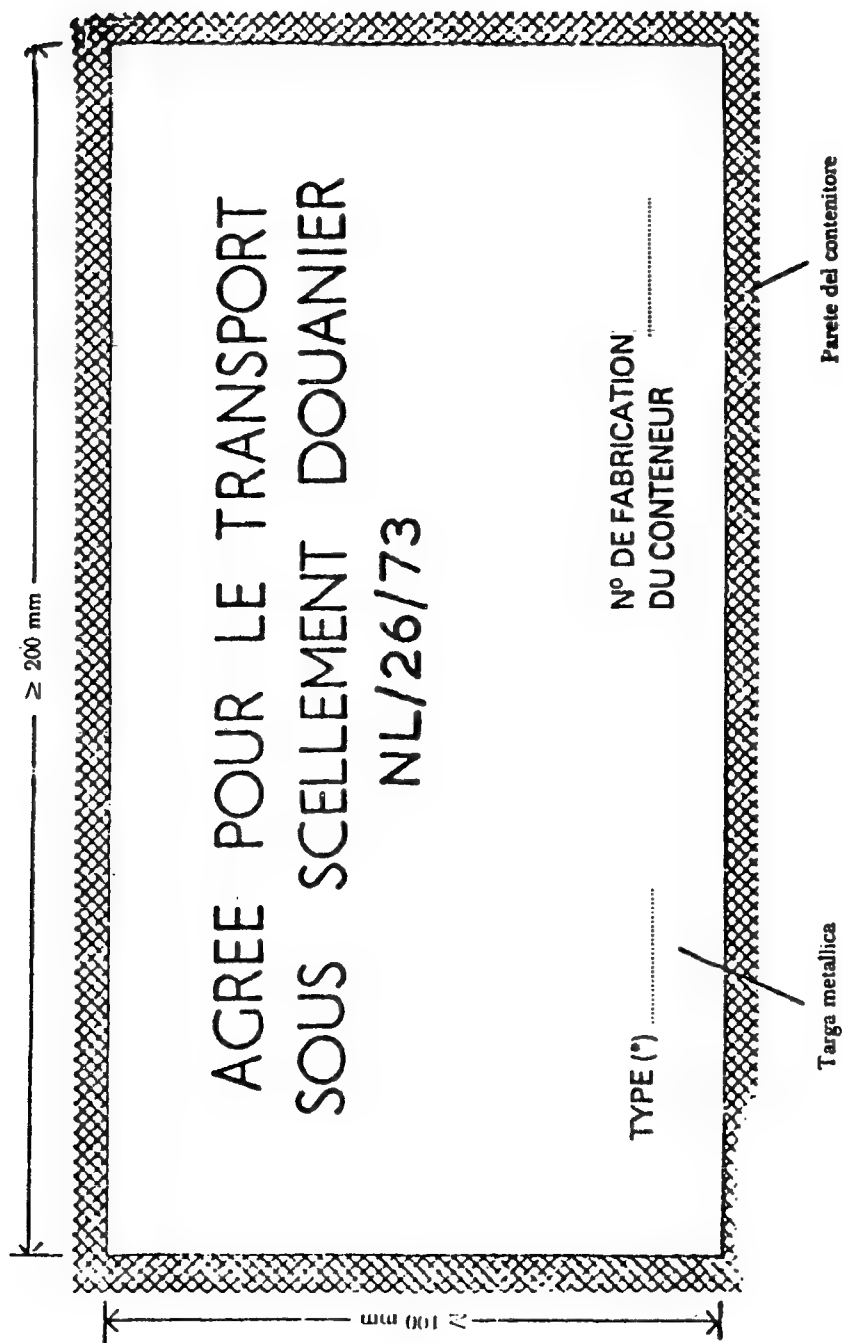 ≥ 200 mm
≥ 100 mm
AGREE POUR LE TRANSPORT
SOUS SCELLEMENT DOUANIER
NL/26/73
TYPE (*)
Nº DE FABRICATION
DU CONTENEUR
Targa metallica
Parete del contenitore